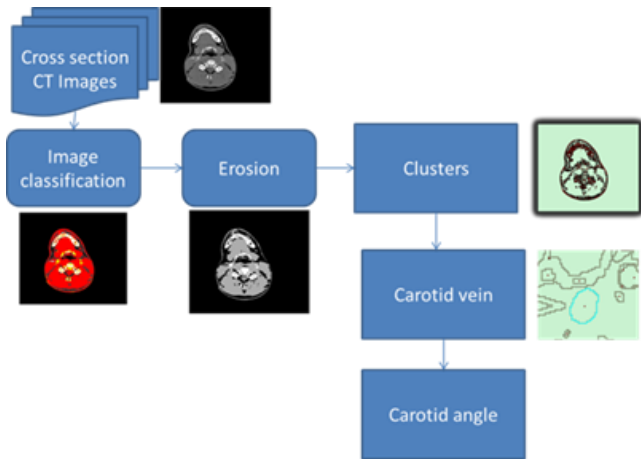 Cross section
CT Images
Image
classification
Erosion
Clusters
Carotid vein
Carotid angle